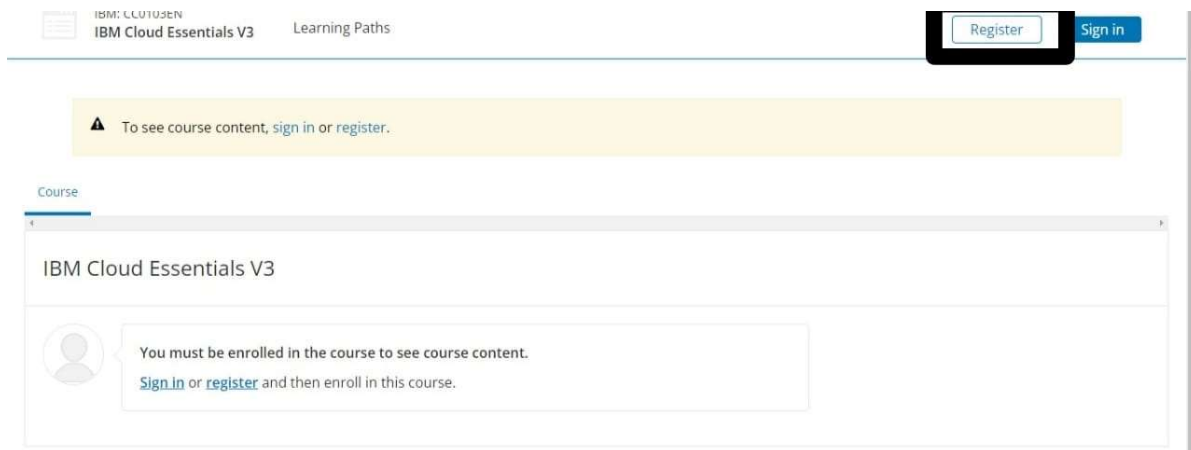 IBM: CC0103EN
IBM Cloud Essentials V3
Learning Paths
Register
Sign in
To see course content, sign in or register.
Course
IBM Cloud Essentials V3
You must be enrolled in the course to see course content.
Sign in or register and then enroll in this course.